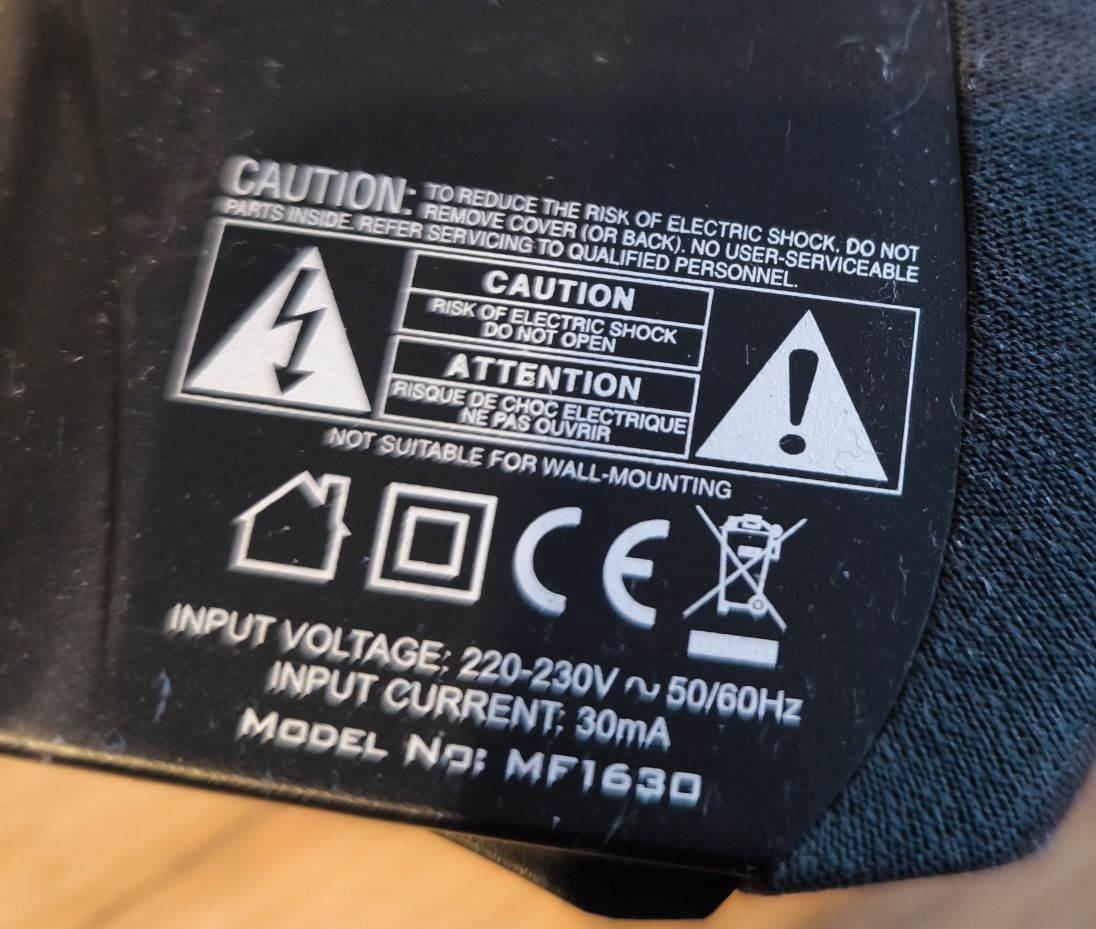 CAUTION: TO REDUCE THE RISK OF ELECTRIC SHOCK, DO NOT
REMOVE COVER (OR BACK). NO USER-SERVICEABLE
PARTS INSIDE. REFER SERVICING TO QUALIFIED PERSONNEL.
CAUTION
RISK OF ELECTRIC SHOCK
DO NOT OPEN
ATTENTION
RISQUE DE CHOC ELECTRIQUE
NE PAS OUVRIR
NOT SUITABLE FOR WALL-MOUNTING
CE
INPUT VOLTAGE: 220-230V ~ 50/60Hz
INPUT CURRENT: 30mA
MODEL NO: MF1630